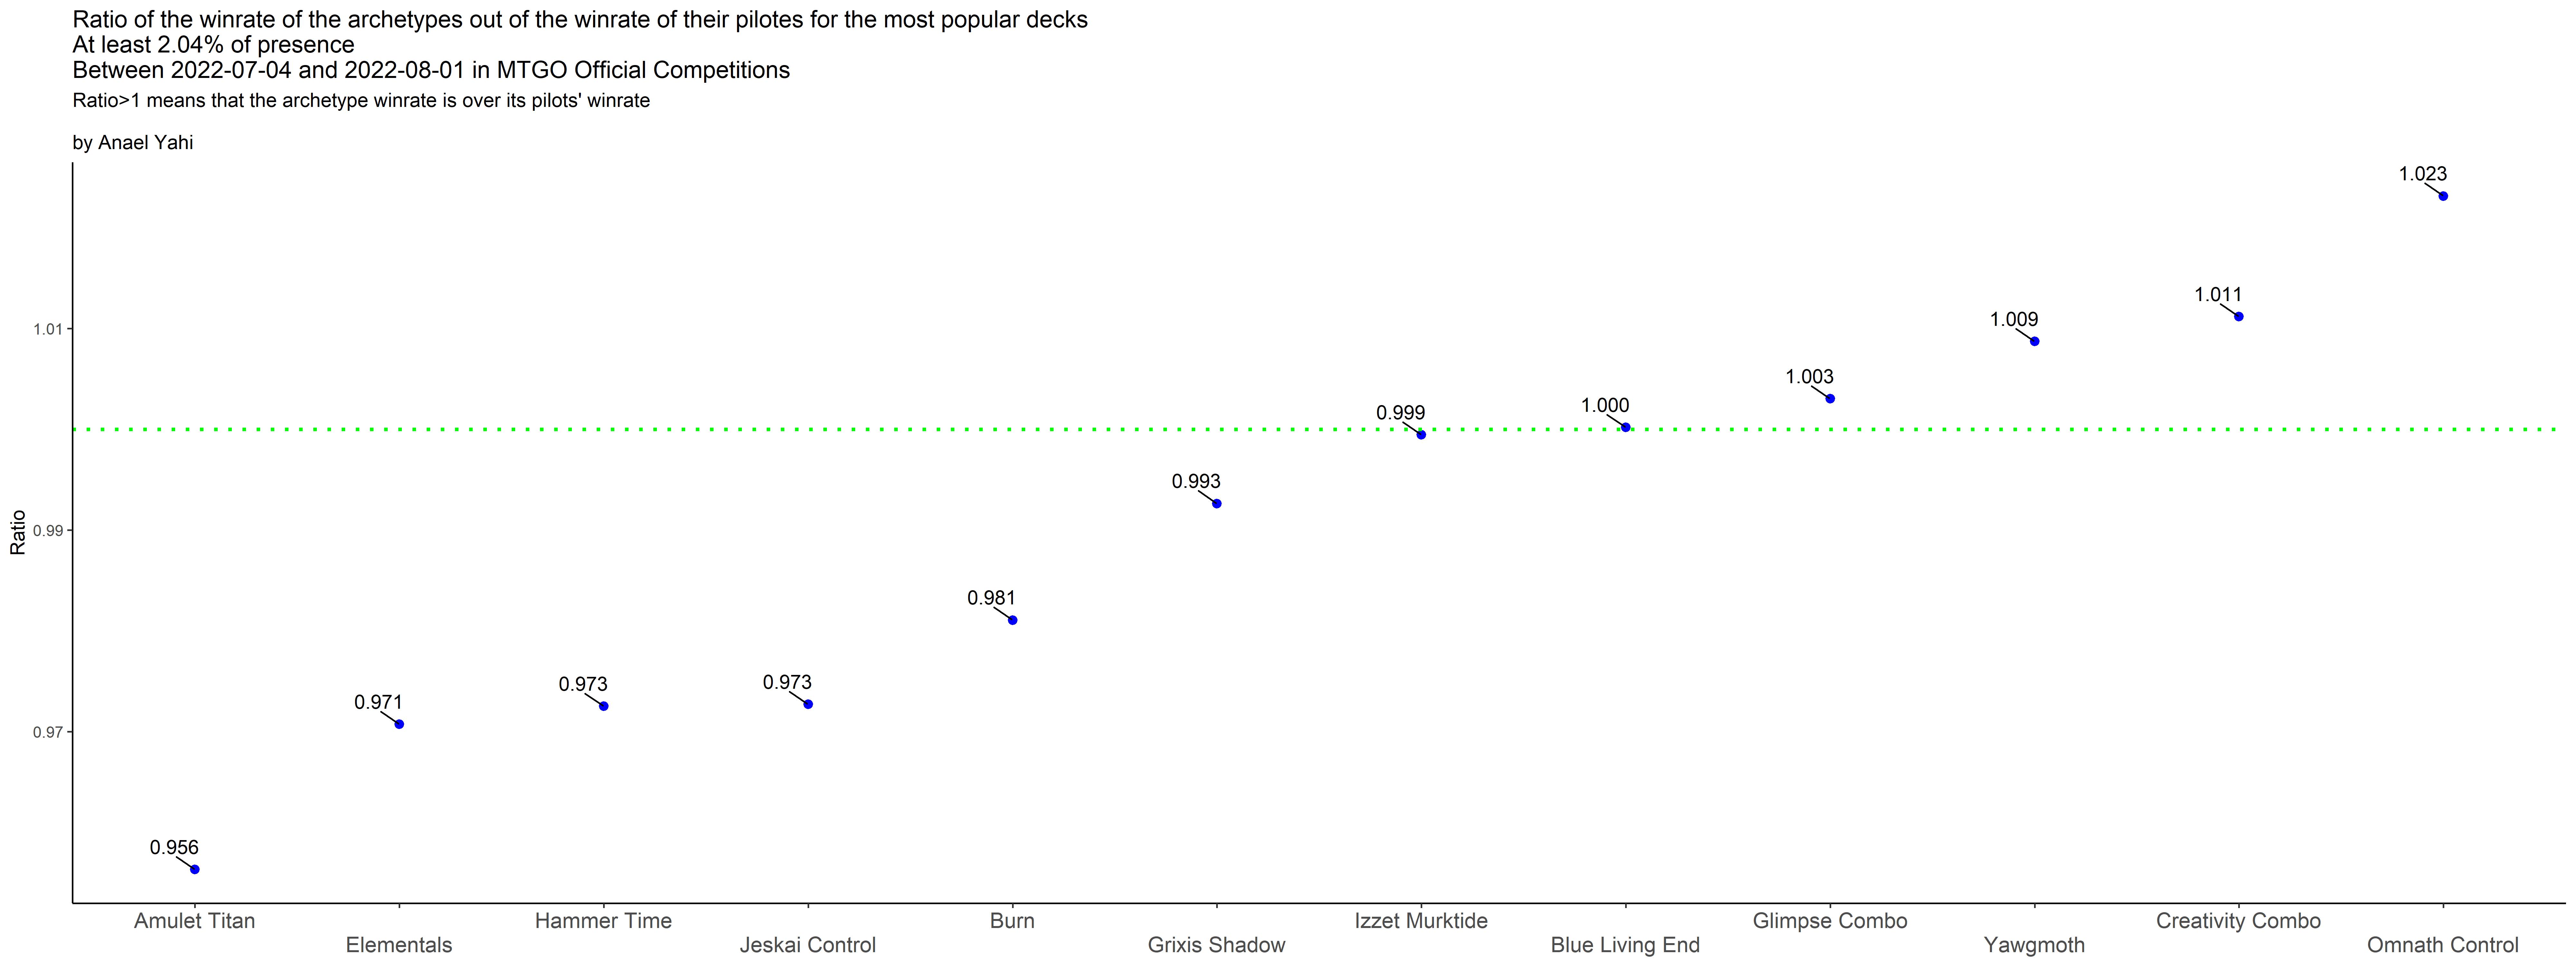 Ratio of the winrate of the archetypes out of the winrate of their pilotes for the most popular decks
At least 2.04% of presence
Between 2022-07-04 and 2022-08-01 in MTGO Official Competitions
Ratio>1 means that the archetype winrate is over its pilots' winrate
by Anael Yahi
1.023
1.011
1.01
1.009
1.003
1.000
0.999
0.993
Ratio
0.99
0.981
0.973
0.973
0.971
0.97
0.956
Amulet Titan
Elementals
Hammer Time
Jeskai Control
Burn
Grixis Shadow
Izzet Murktide
Blue Living End
Glimpse Combo
Yawgmoth
Creativity Combo
Omnath Control